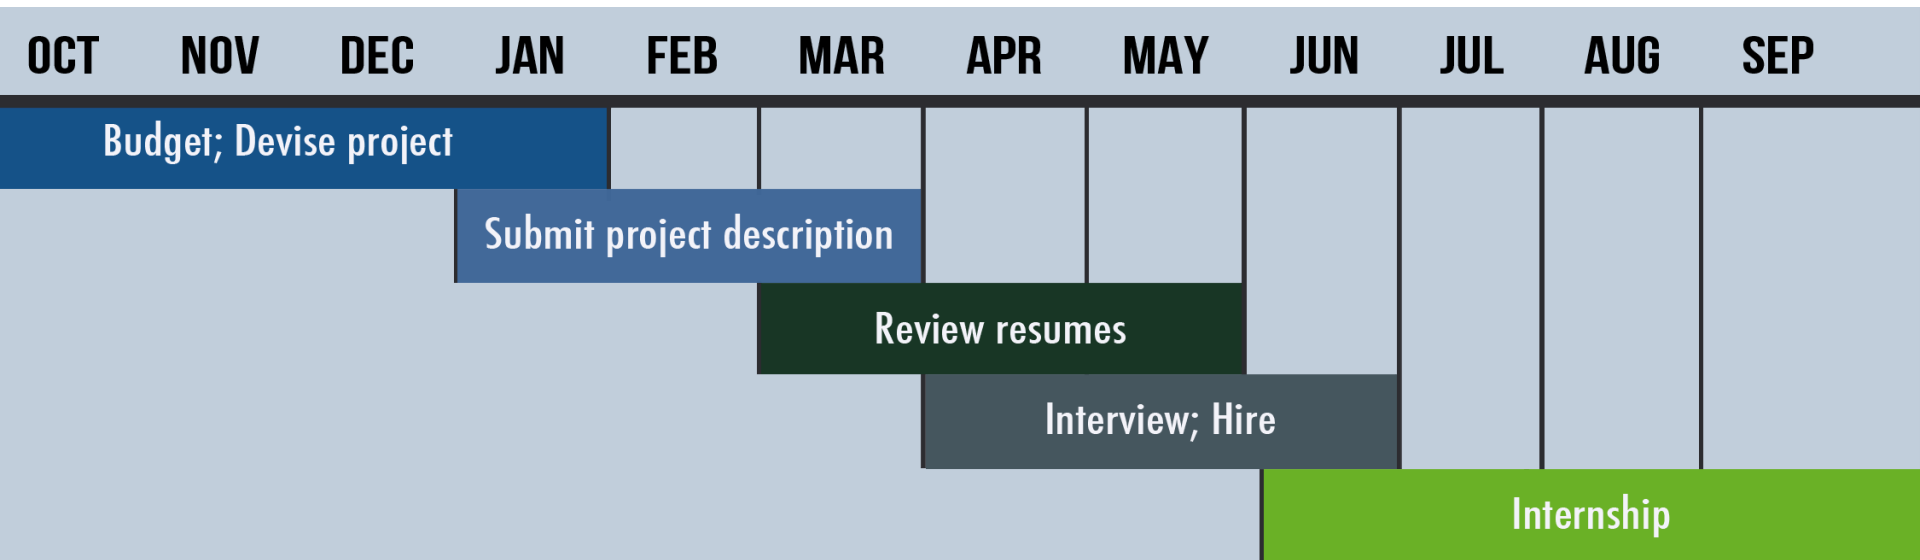 OCT NOV DEC JAN FEB MAR APR MAY JUN JUL AUG SEP
Budget; Devise project
Submit project description
Review resumes
Interview; Hire
Internship